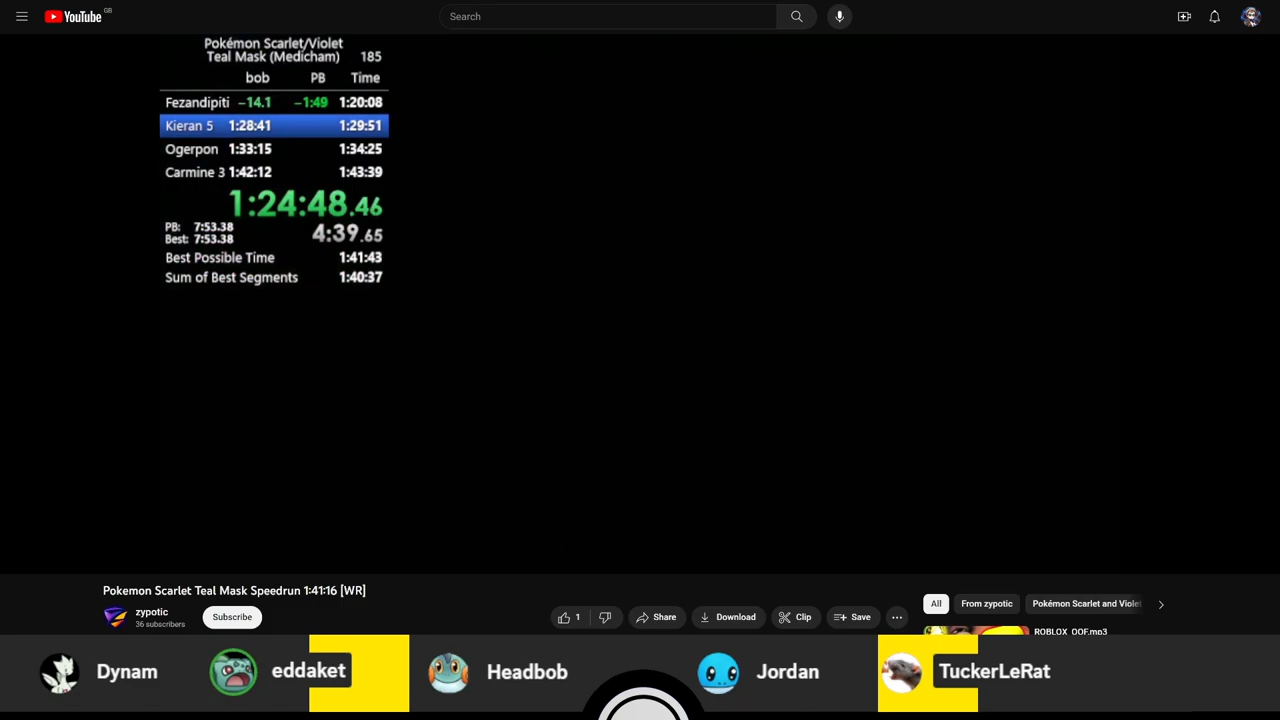 YouTube GB
Search
Pokémon Scarlet/Violet
Teal Mask (Medicham) 185
bob PB Time
Fezandipiti −14.1 −1:49 1:20:08
Kieran 5 1:28:41 1:29:51
Ogerpon 1:33:15 1:34:25
Carmine 3 1:42:12 1:43:39
1:24:48.46
PB: 7:53.38
Best: 7:53.38
4:39.65
Best Possible Time 1:41:43
Sum of Best Segments 1:40:37
Pokemon Scarlet Teal Mask Speedrun 1:41:16 [WR]
zypotic
36 subscribers
Subscribe
1
Share
Download
Clip
Save
All
From zypotic
Pokémon Scarlet and Violet
ROBLOX OOF.mp3
Dynam
eddaket
Headbob
Jordan
TuckerLeRat